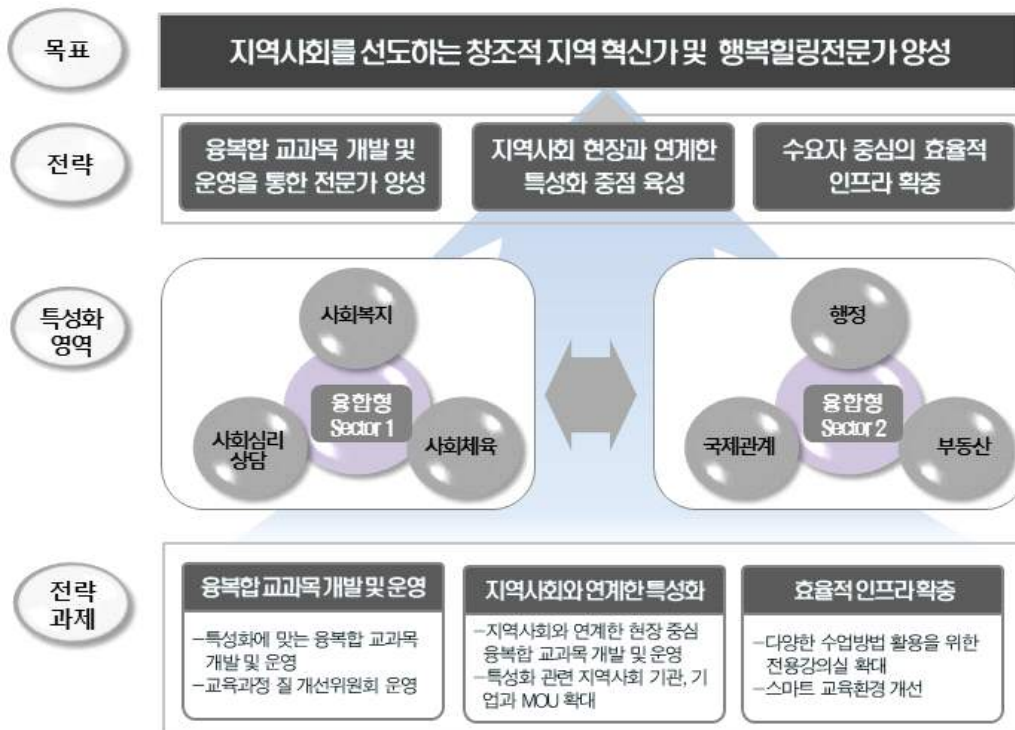 목표
지역사회를 선도하는 창조적 지역 혁신가 및 행복힐링전문가 양성
전략
융복합 교과목 개발 및
운영을 통한 전문가 양성
지역사회 현장과 연계한
특성화 중점 육성
수요자 중심의 효율적
인프라 확충
특성화
영역
사회복지
융합형
Sector 1
사회심리
상담
사회체육
행정
융합형
Sector 2
국제관계
부동산
전략
과제
융복합 교과목 개발 및 운영
-특성화에 맞는 융복합 교과목
개발 및 운영
-교육과정 질 개선위원회 운영
지역사회와 연계한 특성화
-지역사회와 연계한 현장 중심
융복합 교과목 개발 및 운영
-특성화 관련 지역사회 기관, 기
업과 MOU 확대
효율적 인프라 확충
-다양한 수업방법 활용을 위한
전용강의실 확대
-스마트 교육환경 개선